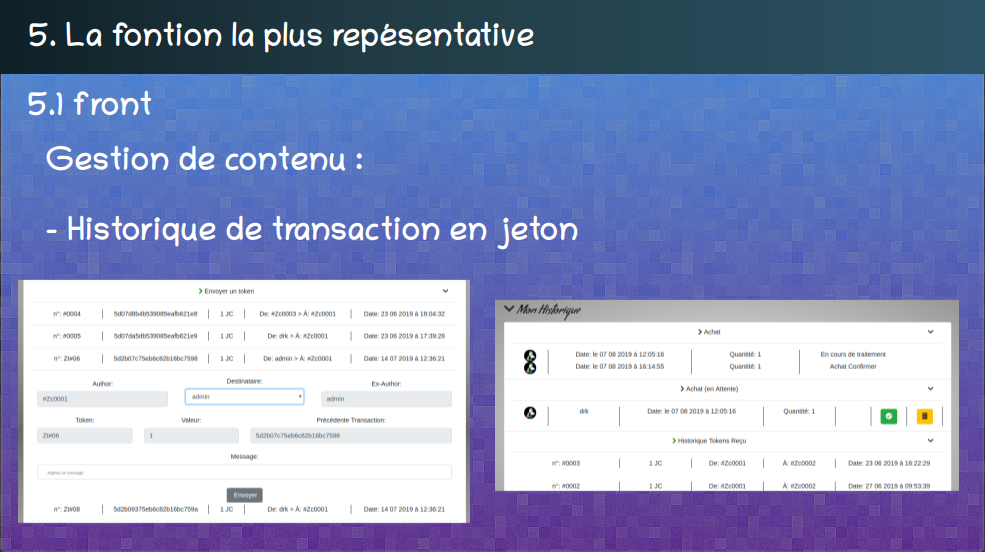 5. La fontion la plus repésentative
5.1 front
Gestion de contenu :
- Historique de transaction en jeton
Envoyer un token
n°: #0004 5d07d8b4b539085eafb621e8 1 JC De: #Zc0003 > À: #Zc0001 Date: 23 06 2019 à 18:04:32
n°: #0005 5d07da5db539085eafb621e9 1 JC De: drk > À: #Zc0001 Date: 23 06 2019 à 17:39:28
n°: Zt#06 5d2b07c75eb6c82b16bc7598 1 JC De: admin > À: #Zc0001 Date: 14 07 2019 à 12:36:21
Author: Destinataire: Ex-Author:
#Zc0001 admin admin
Token: Valeur: Précédente Transaction:
Zt#06 1 5d2b07c75eb6c82b16bc7598
Message:
Envoyer
n°: Zt#08 5d2b09375eb6c82b16bc759a 1 JC De: drk > À: #Zc0001 Date: 14 07 2019 à 12:36:21
Mon Historique
Achat
Date: le 07 08 2019 à 12:05:16 Quantité: 1 En cours de traitement
Date: le 07 08 2019 à 16:14:55 Quantité: 1 Achat Confirmer
Achat (en Attente)
drk Date: le 07 08 2019 à 12:05:16 Quantité: 1
Historique Tokens Reçu
n°: #0003 1 JC De: #Zc0001 À: #Zc0002 Date: 23 06 2019 à 16:22:29
n°: #0002 1 JC De: #Zc0001 À: #Zc0002 Date: 27 06 2019 à 09:53:39